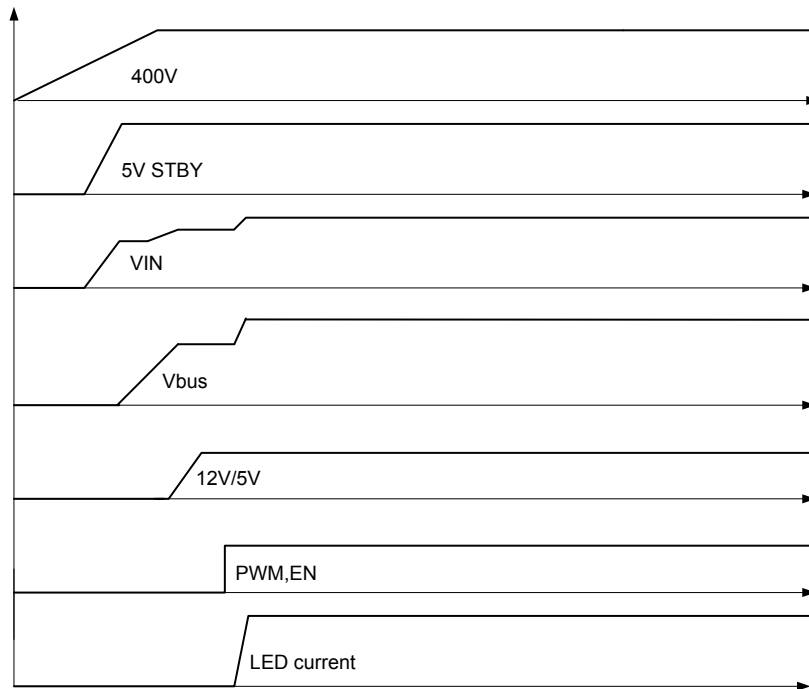 400V
5V STBY
VIN
Vbus
12V/5V
PWM,EN
LED current